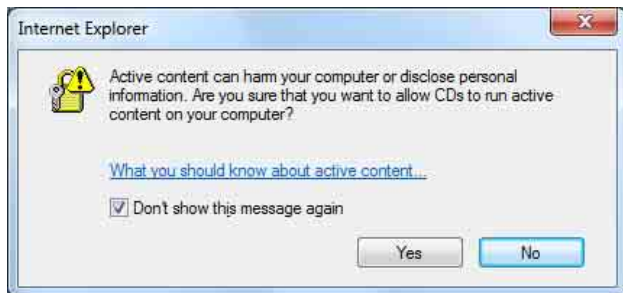 Internet Explorer
Active content can harm your computer or disclose personal
information. Are you sure that you want to allow CDs to run active
content on your computer?
What you should know about active content...
Don't show this message again
Yes
No